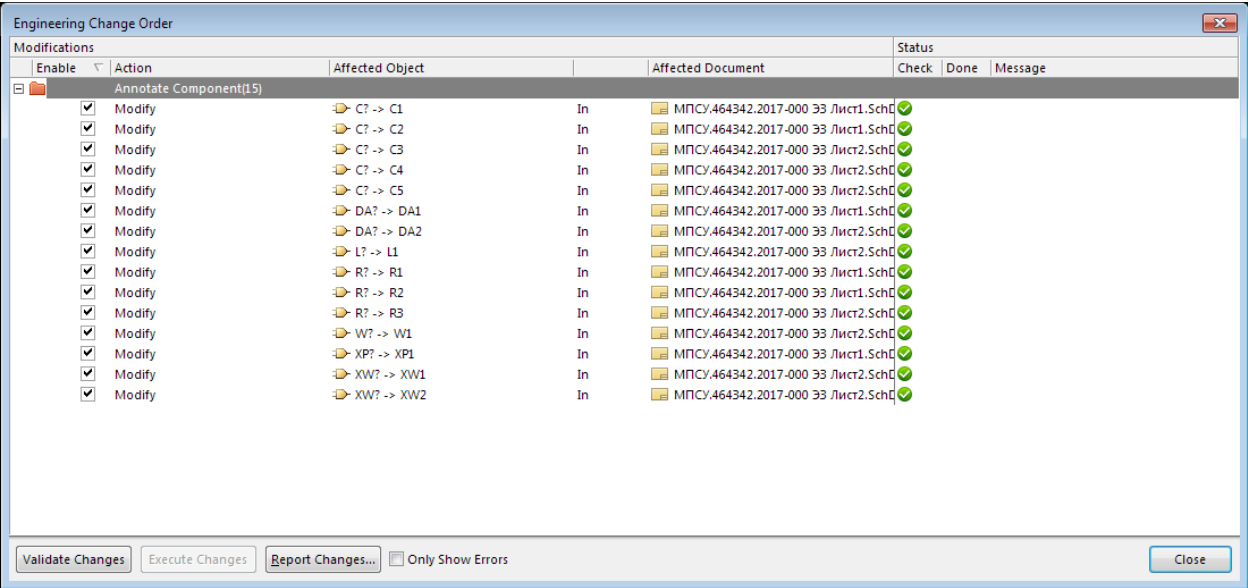 Engineering Change Order
Modifications Status
Enable Action Affected Object Affected Document Check Done Message
Annotate Component(15)
Modify C? -> C1 In МПСУ.464342.2017-000 ЭЗ Лист1.SchD
Modify C? -> C2 In МПСУ.464342.2017-000 ЭЗ Лист1.SchD
Modify C? -> C3 In МПСУ.464342.2017-000 ЭЗ Лист2.SchD
Modify C? -> C4 In МПСУ.464342.2017-000 ЭЗ Лист2.SchD
Modify C? -> C5 In МПСУ.464342.2017-000 ЭЗ Лист2.SchD
Modify DA? -> DA1 In МПСУ.464342.2017-000 ЭЗ Лист1.SchD
Modify DA? -> DA2 In МПСУ.464342.2017-000 ЭЗ Лист2.SchD
Modify L? -> L1 In МПСУ.464342.2017-000 ЭЗ Лист2.SchD
Modify R? -> R1 In МПСУ.464342.2017-000 ЭЗ Лист1.SchD
Modify R? -> R2 In МПСУ.464342.2017-000 ЭЗ Лист1.SchD
Modify R? -> R3 In МПСУ.464342.2017-000 ЭЗ Лист2.SchD
Modify W? -> W1 In МПСУ.464342.2017-000 ЭЗ Лист2.SchD
Modify XP? -> XP1 In МПСУ.464342.2017-000 ЭЗ Лист1.SchD
Modify XW? -> XW1 In МПСУ.464342.2017-000 ЭЗ Лист2.SchD
Modify XW? -> XW2 In МПСУ.464342.2017-000 ЭЗ Лист2.SchD
Validate Changes Execute Changes Report Changes... Only Show Errors Close